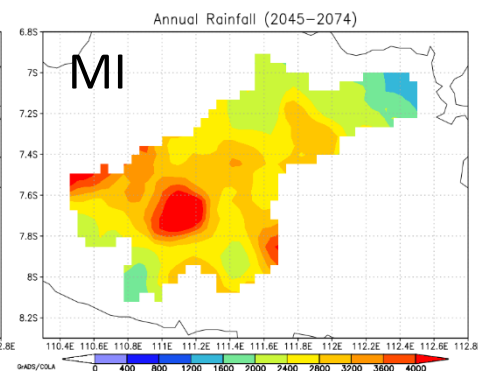 Annual Rainfall (2045-2074)
6.8S
MI
7S
7.2S
7.4S
7.6S
7.8S
8S
8.2S
2.8E 110.4E 110.6E 110.8E 111E 111.2E 111.4E 111.6E 111.8E 112E 112.2E 112.4E 112.6E 112.8
GrADS/COLA
0 400 800 1200 1600 2000 2400 2800 3200 3600 4000